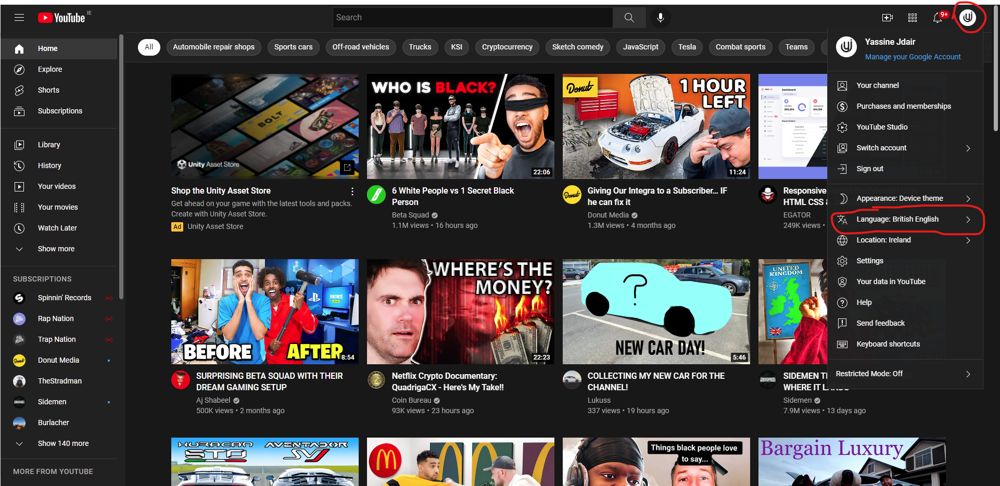 YouTube IE
Search
9+
Home
Explore
Shorts
Subscriptions
Library
History
Your videos
Your movies
Watch Later
Show more
SUBSCRIPTIONS
Spinnin' Records
Rap Nation
Trap Nation
Donut Media
TheStradman
Sidemen
Burlacher
Show 140 more
MORE FROM YOUTUBE
All
Automobile repair shops
Sports cars
Off-road vehicles
Trucks
KSI
Cryptocurrency
Sketch comedy
JavaScript
Tesla
Combat sports
Teams
BOLT
Unity Asset Store
Shop the Unity Asset Store
Get ahead on your game with the latest tools and packs.
Create with Unity Asset Store.
Ad Unity Asset Store
WHO IS BLACK?
22:06
6 White People vs 1 Secret Black
Person
Beta Squad
1.1M views • 16 hours ago
Donut
1 HOUR
LEFT
11:24
Donut
Giving Our Integra to a Subscriber... IF
he can fix it
Donut Media
1.3M views • 4 months ago
Dashboard
Responsive
HTML CSS
EGATOR
249K views •
FORTNITE
BEFORE AFTER
8:54
SURPRISING BETA SQUAD WITH THEIR
DREAM GAMING SETUP
Aj Shabeel
500K views • 2 months ago
WHERE'S THE
MONEY?
22:23
Netflix Crypto Documentary:
QuadrigaCX - Here's My Take!!
Coin Bureau
93K views • 23 hours ago
?
NEW CAR DAY!
5:46
COLLECTING MY NEW CAR FOR THE
CHANNEL!
Lukuss
337 views • 19 hours ago
UNITED
KINGDOM
SIDEMEN
WHERE IT LANDS
Sidemen
7.9M views • 13 days ago
HURACAN AVENTADOR
STO SVJ
Things black people love
to say...
Bargain Luxury
Yassine Jdair
Manage your Google Account
Your channel
Purchases and memberships
YouTube Studio
Switch account
Sign out
Appearance: Device theme
Language: British English
Location: Ireland
Settings
Your data in YouTube
Help
Send feedback
Keyboard shortcuts
Restricted Mode: Off